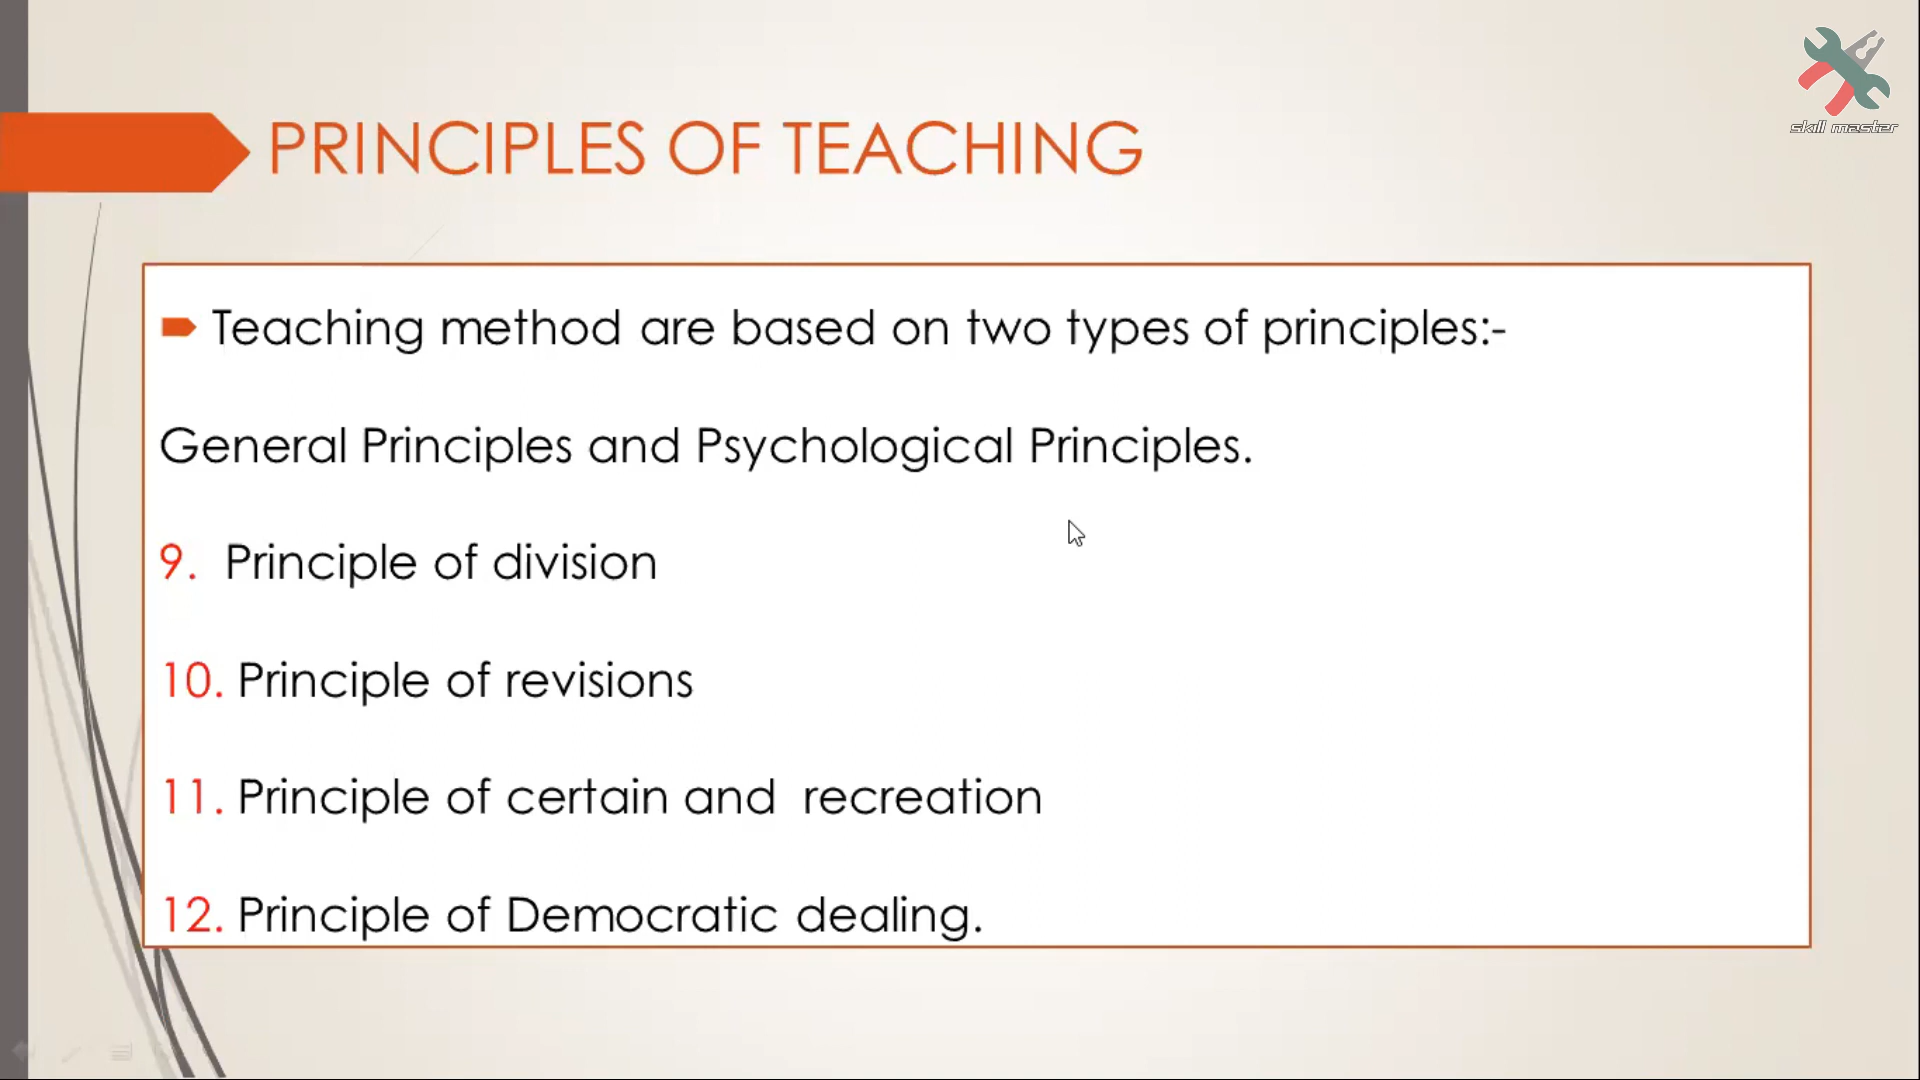 skill master
PRINCIPLES OF TEACHING
Teaching method are based on two types of principles:-
General Principles and Psychological Principles.
9. Principle of division
10. Principle of revisions
11. Principle of certain and recreation
12. Principle of Democratic dealing.